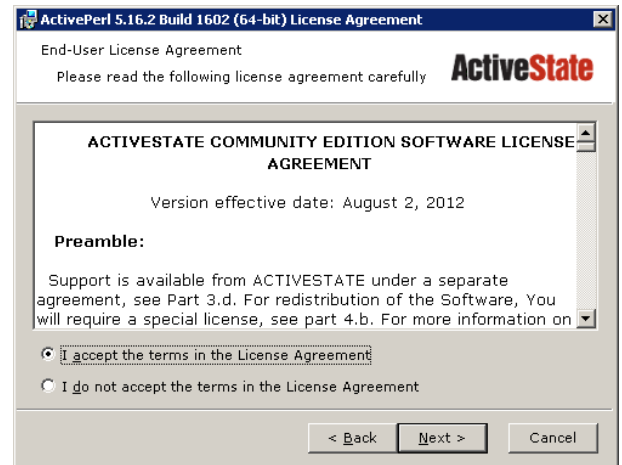 ActivePerl 5.16.2 Build 1602 (64-bit) License Agreement
End-User License Agreement
Please read the following license agreement carefully
ActiveState
ACTIVESTATE COMMUNITY EDITION SOFTWARE LICENSE
AGREEMENT
Version effective date: August 2, 2012
Preamble:
Support is available from ACTIVESTATE under a separate
agreement, see Part 3.d. For redistribution of the Software, You
will require a special license, see part 4.b. For more information on
I accept the terms in the License Agreement
I do not accept the terms in the License Agreement
< Back
Next >
Cancel